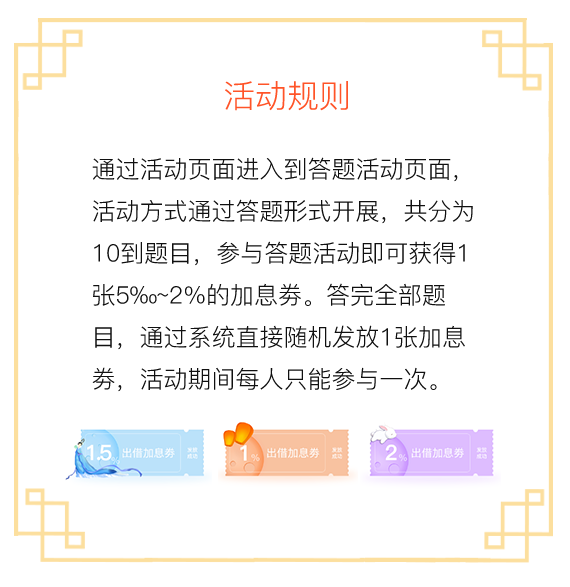 活动规则
通过活动页面进入到答题活动页面，
活动方式通过答题形式开展，共分为
10到题目，参与答题活动即可获得1
张5‰~2%的加息券。答完全部题
目，通过系统直接随机发放1张加息
券，活动期间每人只能参与一次。
1.5% 出借加息券
1% 出借加息券
2% 出借加息券